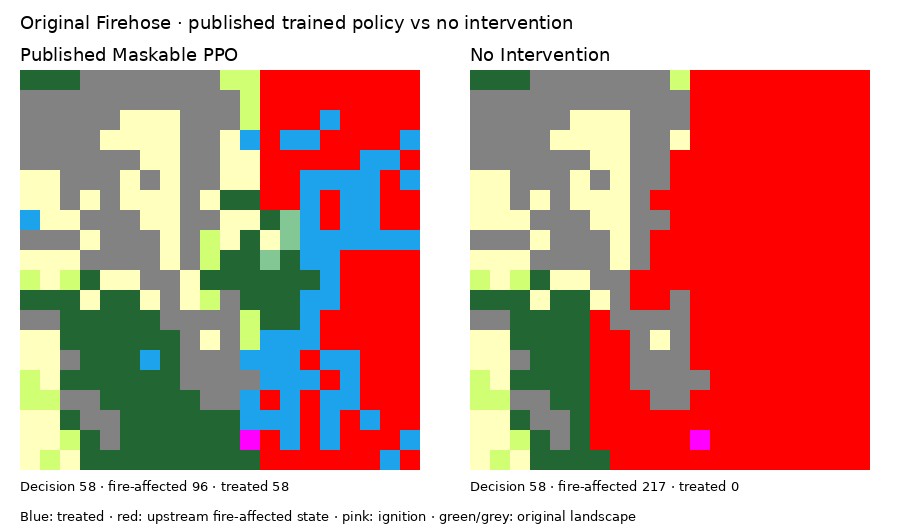 Original Firehose · published trained policy vs no intervention
Published Maskable PPO
No Intervention
Decision 58 · fire-affected 96 · treated 58
Decision 58 · fire-affected 217 · treated 0
Blue: treated · red: upstream fire-affected state · pink: ignition · green/grey: original landscape